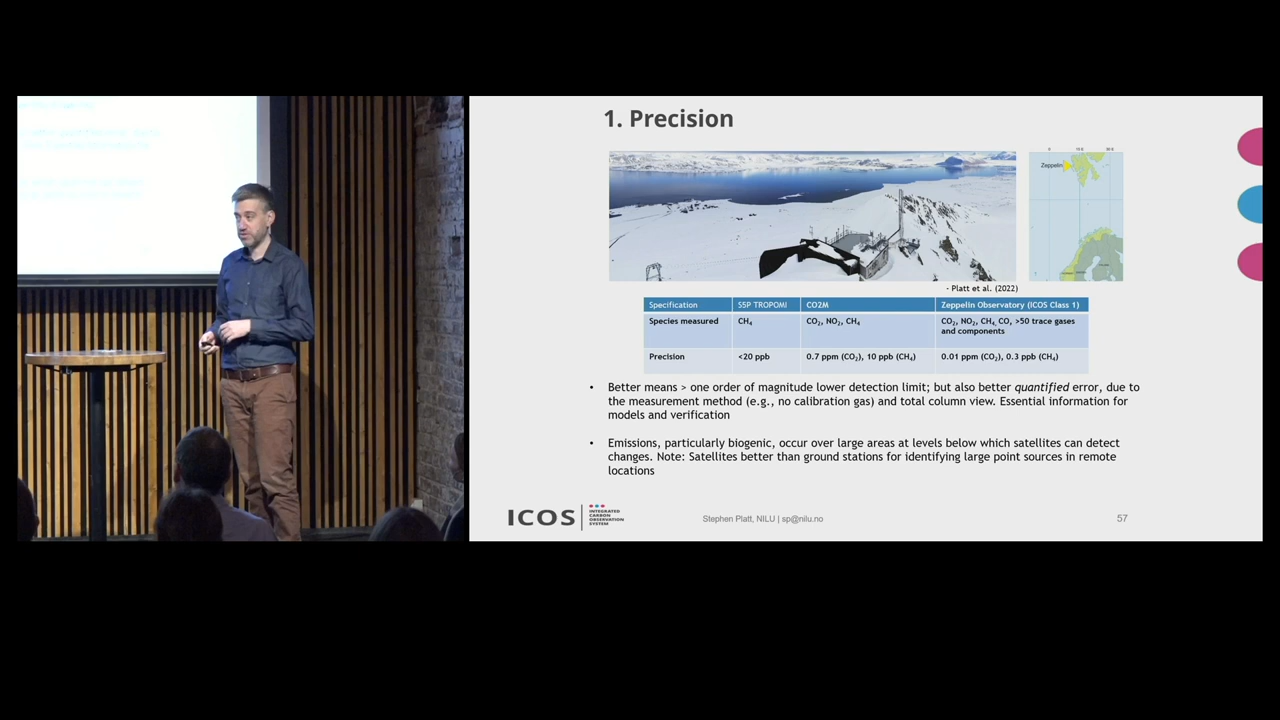 1. Precision
0 10 E 30 E
Zeppelin
- Platt et al. (2022)
Specification S5P TROPOMI CO2M Zeppelin Observatory (ICOS Class 1)
Species measured CH₄ CO₂, NO₂, CH₄ CO₂, NO₂, CH₄, CO, >50 trace gases
and components
Precision <20 ppb 0.7 ppm (CO₂), 10 ppb (CH₄) 0.01 ppm (CO₂), 0.3 ppb (CH₄)
• Better means > one order of magnitude lower detection limit; but also better quantified error, due to
the measurement method (e.g., no calibration gas) and total column view. Essential information for
models and verification
• Emissions, particularly biogenic, occur over large areas at levels below which satellites can detect
changes. Note: Satellites better than ground stations for identifying large point sources in remote
locations
ICOS
INTEGRATED
CARBON
OBSERVATION
SYSTEM
Stephen Platt, NILU | sp@nilu.no
57